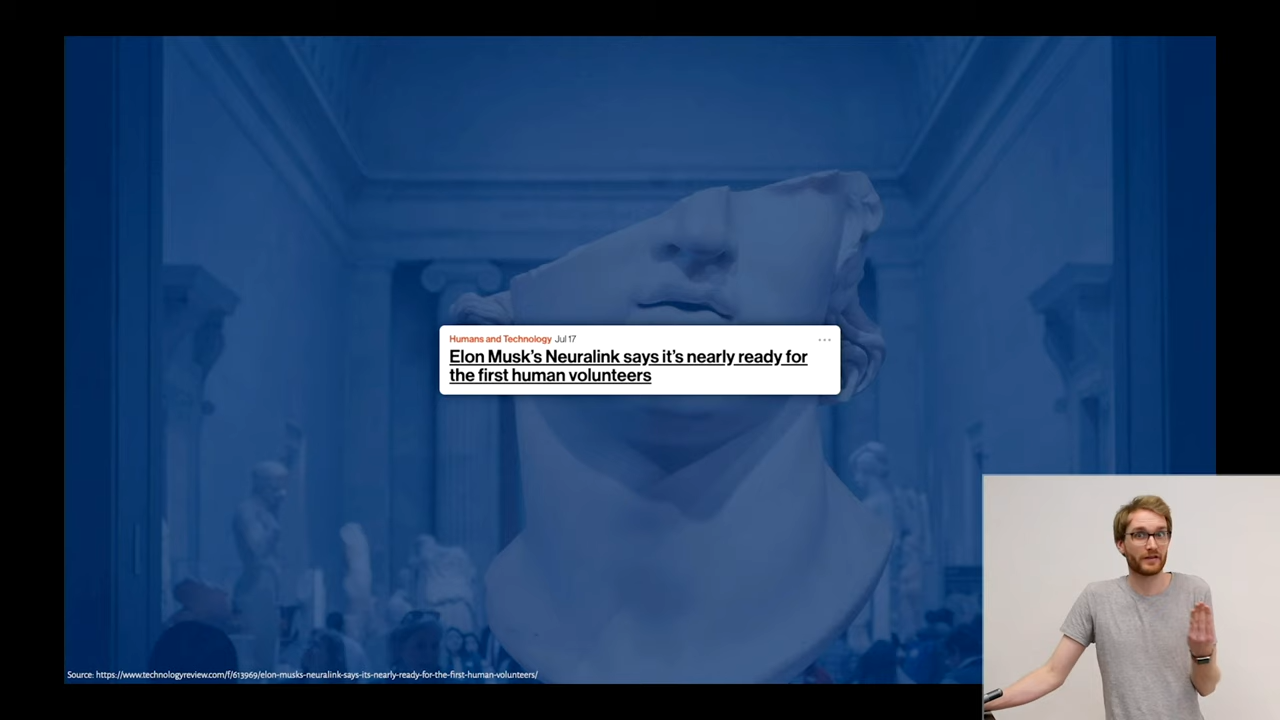 Humans and Technology Jul 17
Elon Musk's Neuralink says it's nearly ready for
the first human volunteers
Source: https://www.technologyreview.com/f/613969/elon-musks-neuralink-says-its-nearly-ready-for-the-first-human-volunteers/